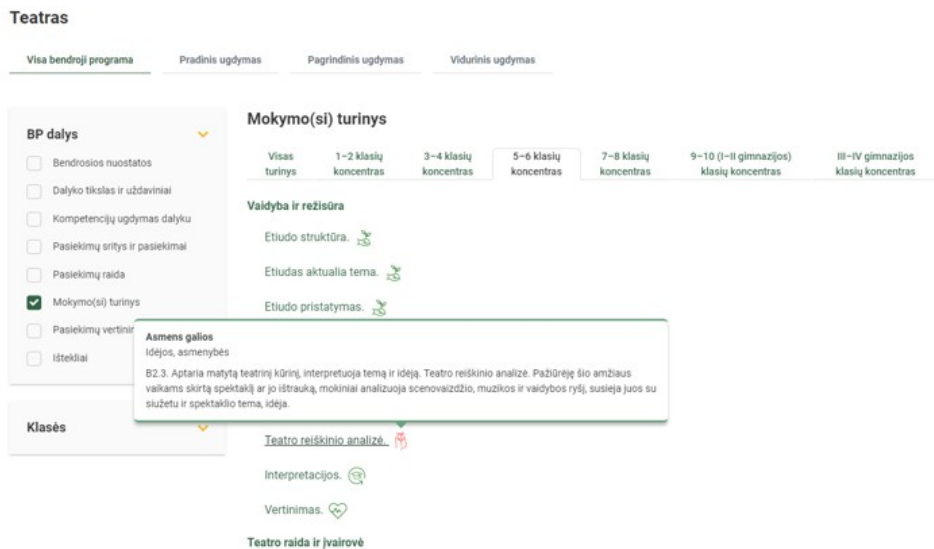 Teatras
Visa bendroji programa
Pradinis ugdymas
Pagrindinis ugdymas
Vidurinis ugdymas
BP dalys
Bendrosios nuostatos
Dalyko tikslas ir uždaviniai
Kompetencijų ugdymas dalyku
Pasiekimų sritys ir pasiekimai
Pasiekimų raida
Mokymo(si) turinys
Pasiekimų vertinim
Ištekliai
Klasės
Mokymo(si) turinys
Visas turinys
1–2 klasių koncentras
3–4 klasių koncentras
5–6 klasių koncentras
7–8 klasių koncentras
9–10 (I–II gimnazijos) klasių koncentras
III–IV gimnazijos klasių koncentras
Vaidyba ir režisūra
Etiudo struktūra.
Etiudas aktualia tema.
Etiudo pristatymas.
Asmens galios
Idėjos, asmenybės
B2.3. Aptaria matytą teatrinį kūrinį, interpretuoja temą ir idėją. Teatro reiškinio analizė. Pažiūrėję šio amžiaus
vaikams skirtą spektaklį ar jo ištrauką, mokiniai analizuoja scenovaizdžio, muzikos ir vaidybos ryšį, susieja juos su
siužetu ir spektaklio tema, idėja.
Teatro reiškinio analizė.
Interpretacijos.
Vertinimas.
Teatro raida ir įvairovė